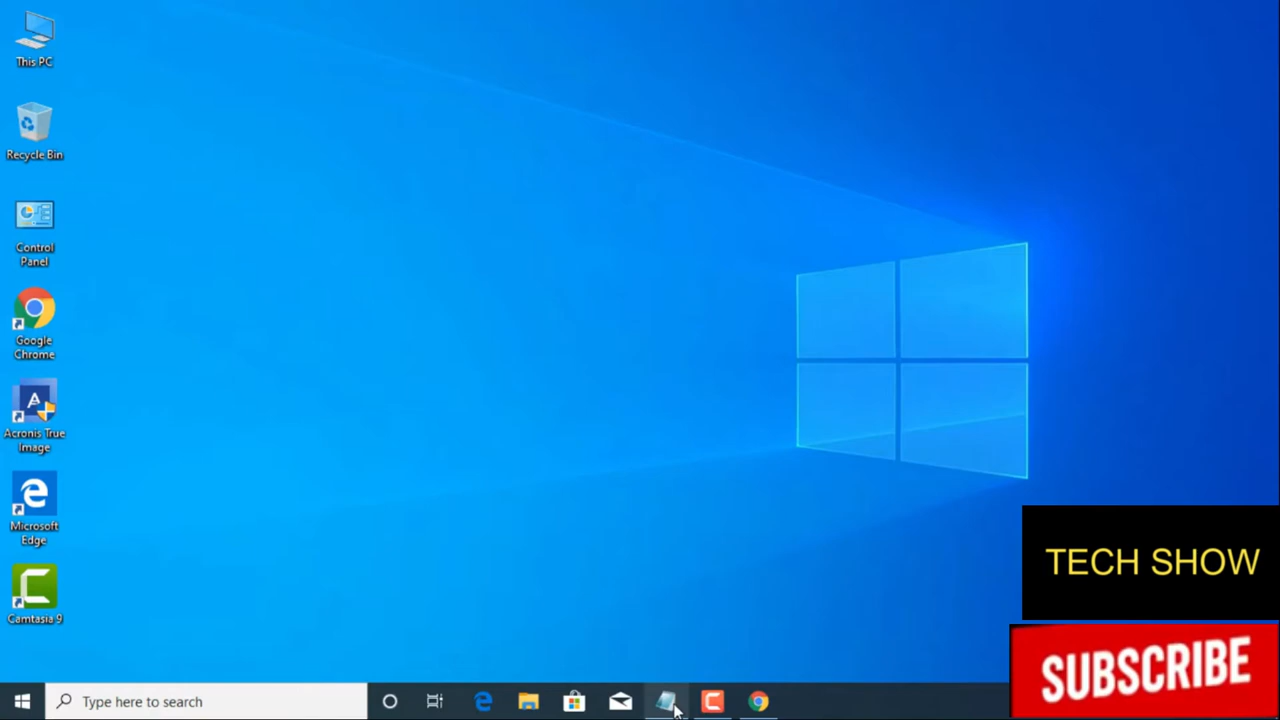 This PC
Recycle Bin
Control
Panel
Google
Chrome
Acronis True
Image
Microsoft
Edge
Camtasia 9
TECH SHOW
SUBSCRIBE
Type here to search